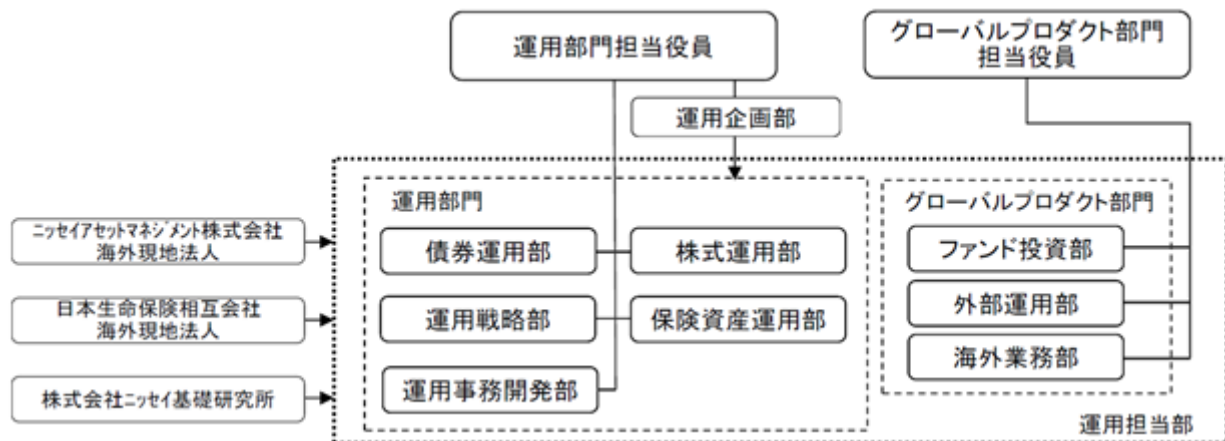 運用部門担当役員
グローバルプロダクト部門
担当役員
運用企画部
運用部門
グローバルプロダクト部門
ニッセイアセットマネジメント株式会社
海外現地法人
債券運用部
株式運用部
ファンド投資部
日本生命保険相互会社
海外現地法人
運用戦略部
保険資産運用部
外部運用部
海外業務部
株式会社ニッセイ基礎研究所
運用事務開発部
運用担当部